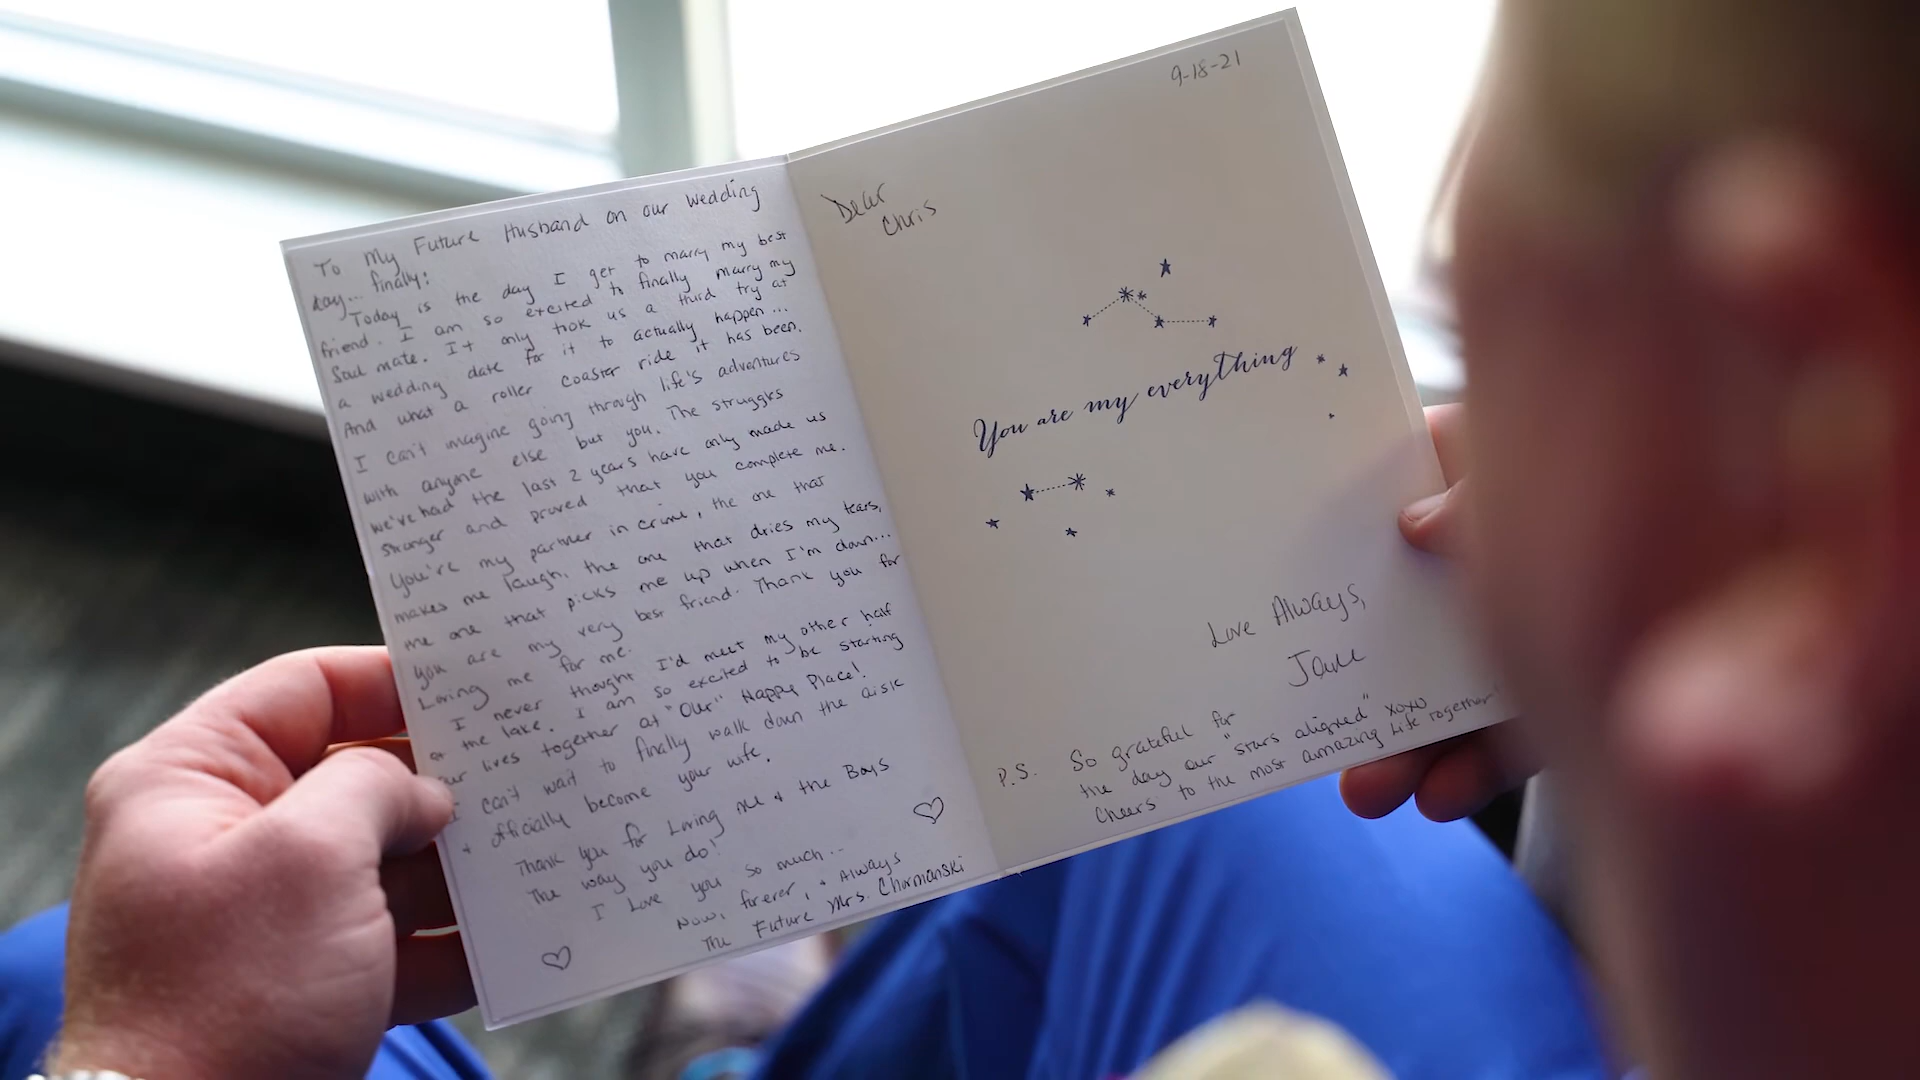 To My Future Husband on our Wedding
Day... finally:
Today is the day I get to marry my best
friend. I am so excited to finally marry my
Soul mate. It only took us a third try at
a wedding date for it to actually happen...
And what a roller coaster ride it has been.
I can't imagine going through life's adventures
with anyone else but you. The struggles
we've had the last 2 years have only made us
stronger and proved that you complete me.
You're my partner in crime, the one that
makes me laugh, the one that dries my tears,
the one that picks me up when I'm down...
you are my very best friend. Thank you for
Loving me for me.
I never thought I'd meet my other half
at the lake. I am so excited to be starting
our lives together at "Our" Happy Place!
I can't wait to finally walk down the aisle
+ officially become your wife.
Thank you for Loving me + the Boys
The way you do!
I Love you so much...
Now, forever, + Always
The Future Mrs. Churmanski
9-18-21
Dear
Chris
You are my everything
Love Always,
P.S. So grateful for
the day our "stars aligned" xoxo
Cheers to the most amazing Life together